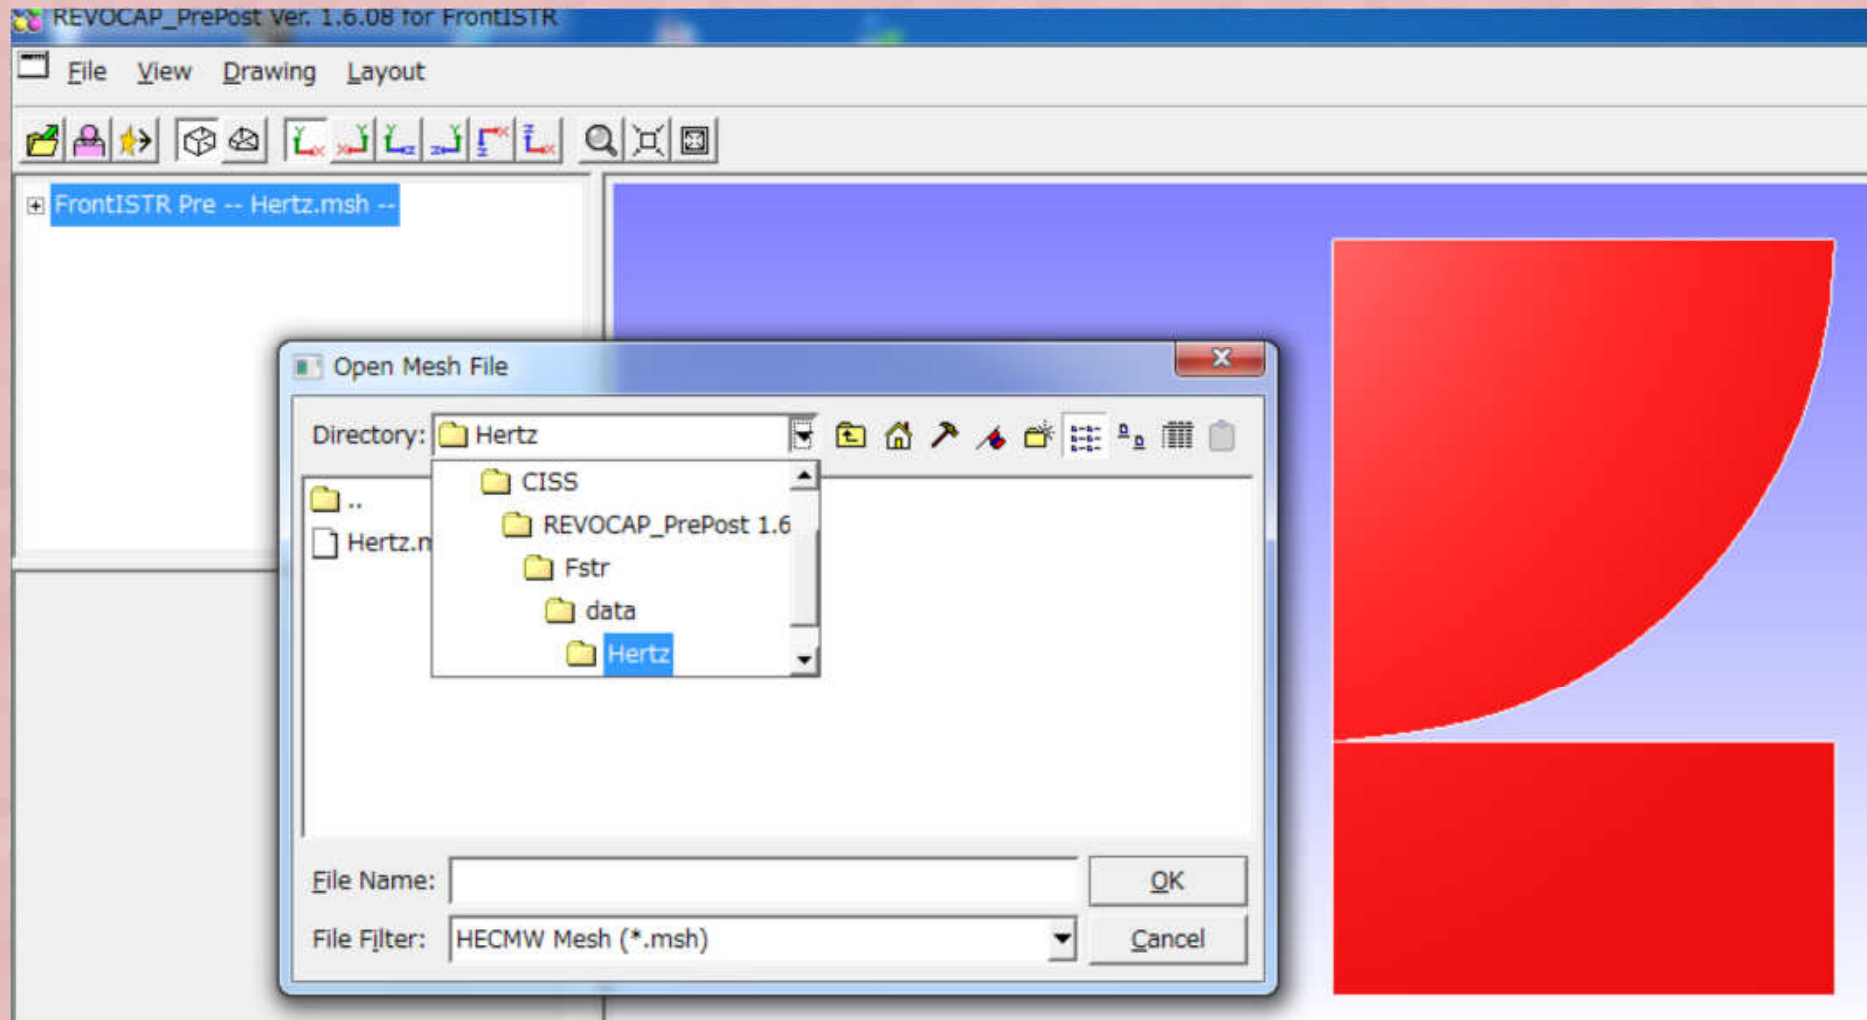 REVOCAP_PrePost Ver. 1.6.08 for FrontISTR
File View Drawing Layout
FrontISTR Pre -- Hertz.msh --
Open Mesh File
Directory: Hertz
CISS
REVOCAP_PrePost 1.6
Fstr
data
Hertz
..
File Name: OK
File Filter: HECMW Mesh (*.msh) Cancel